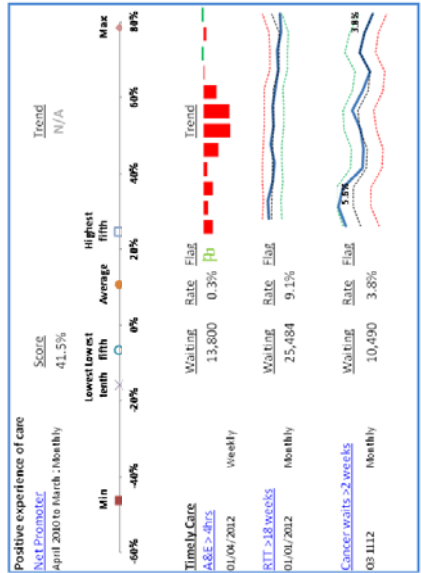 Positive experience of care
Net Promoter Score Trend
April 2010 to March : Monthly 41.5% N/A
Min Lowest tenth Lowest fifth Average Highest fifth Max
-60% -40% -20% 0% 20% 40% 60% 80%
Timely Care Waiting Rate Flag Trend
A&E > 4hrs 13,800 0.3%
01/04/2012 Weekly
RTT >18 weeks Waiting Rate Flag
01/01/2012 Monthly 25,484 9.1%
Cancer waits >2 weeks Waiting Rate Flag
Q3 1112 Monthly 10,490 3.8%
3.8%